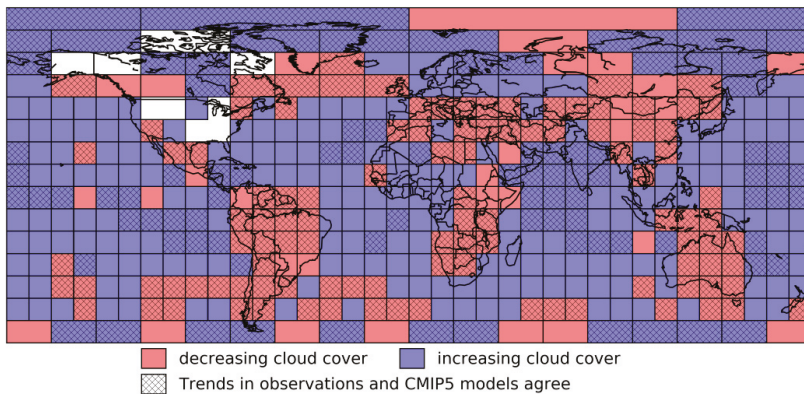 decreasing cloud cover increasing cloud cover
Trends in observations and CMIP5 models agree